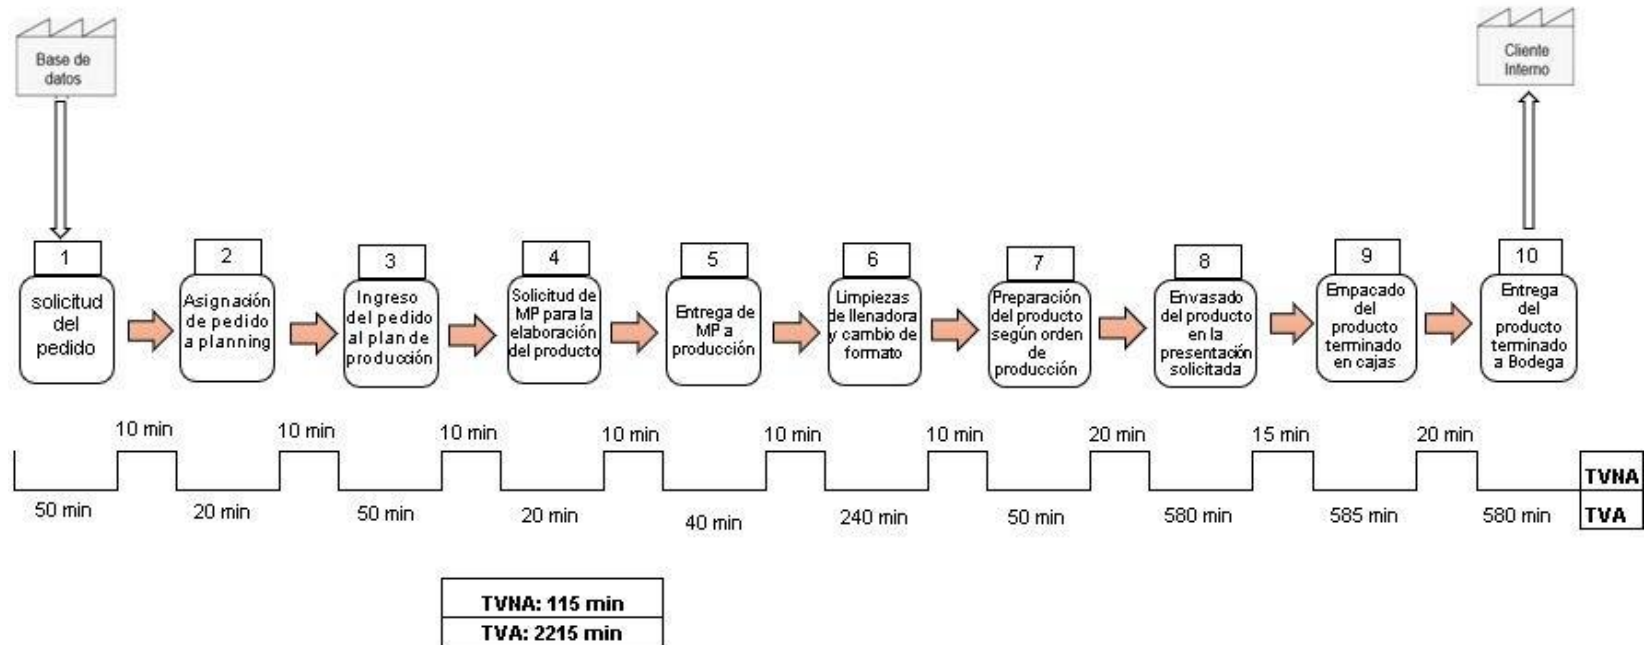 Base de
datos
Cliente
Interno
1
solicitud
del
pedido
2
Asignación
de pedido
a planning
3
Ingreso
del pedido
al plan de
producción
4
Solicitud de
MP para la
elaboración
del producto
5
Entrega de
MP a
producción
6
Limpiezas
de llenadora
y cambio de
formato
7
Preparación
del producto
según orden
de
producción
8
Envasado
del producto
en la
presentación
solicitada
9
Empacado
del
producto
terminado
en cajas
10
Entrega
del
producto
terminado
a Bodega
10 min
10 min
10 min
10 min
10 min
10 min
20 min
15 min
20 min
TVNA
50 min
20 min
50 min
20 min
40 min
240 min
50 min
580 min
585 min
580 min
TVA
TVNA: 115 min
TVA: 2215 min